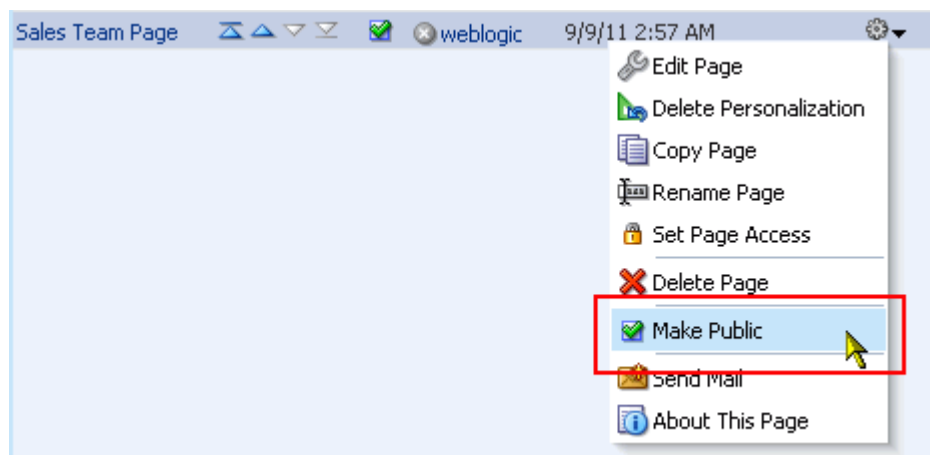 Sales Team Page weblogic 9/9/11 2:57 AM
Edit Page
Delete Personalization
Copy Page
Rename Page
Set Page Access
Delete Page
Make Public
Send Mail
About This Page